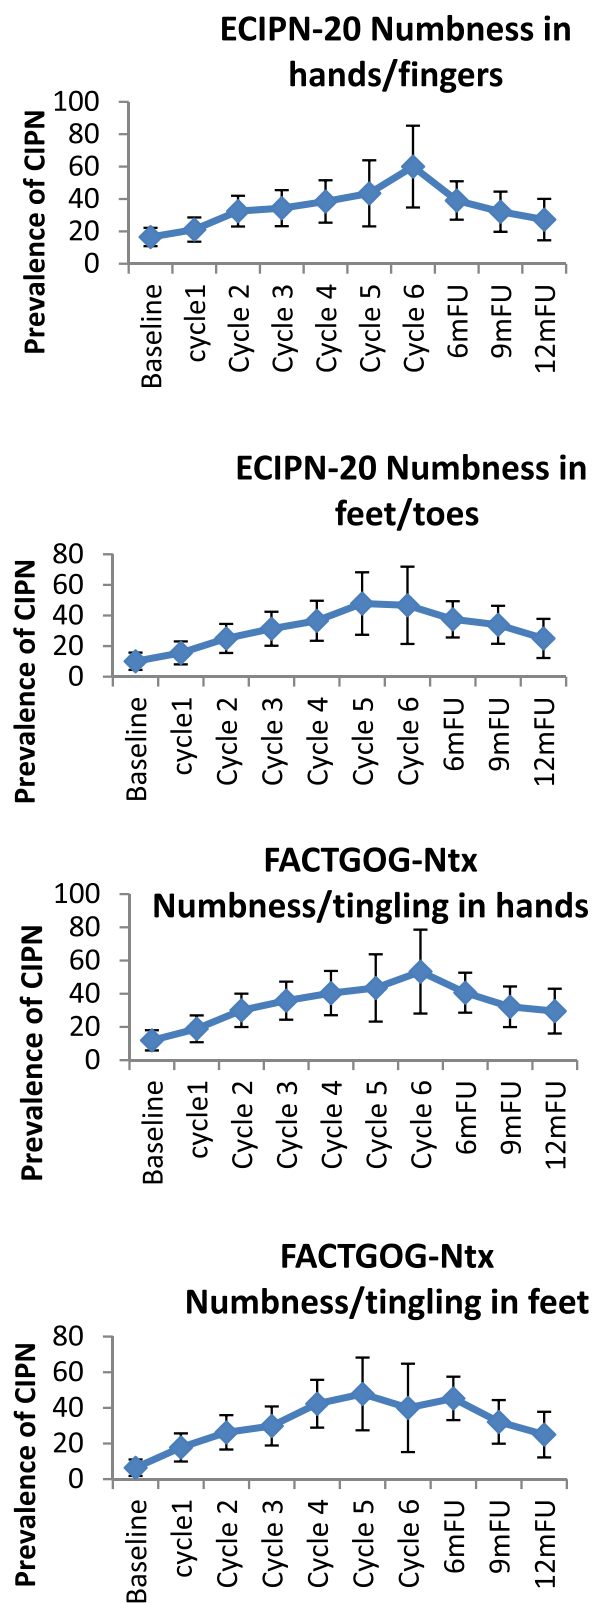 ECIPN-20 Numbness in
hands/fingers
Prevalence of CIPN
100
80
60
40
20
0
Baseline
cycle1
Cycle 2
Cycle 3
Cycle 4
Cycle 5
Cycle 6
6mFU
9mFU
12mFU
ECIPN-20 Numbness in
feet/toes
Prevalence of CIPN
80
60
40
20
0
Baseline
cycle1
Cycle 2
Cycle 3
Cycle 4
Cycle 5
Cycle 6
6mFU
9mFU
12mFU
FACTGOG-Ntx
Numbness/tingling in hands
Prevalence of CIPN
100
80
60
40
20
0
Baseline
cycle1
Cycle 2
Cycle 3
Cycle 4
Cycle 5
Cycle 6
6mFU
9mFU
12mFU
FACTGOG-Ntx
Numbness/tingling in feet
Prevalence of CIPN
80
60
40
20
0
Baseline
cycle1
Cycle 2
Cycle 3
Cycle 4
Cycle 5
Cycle 6
6mFU
9mFU
12mFU